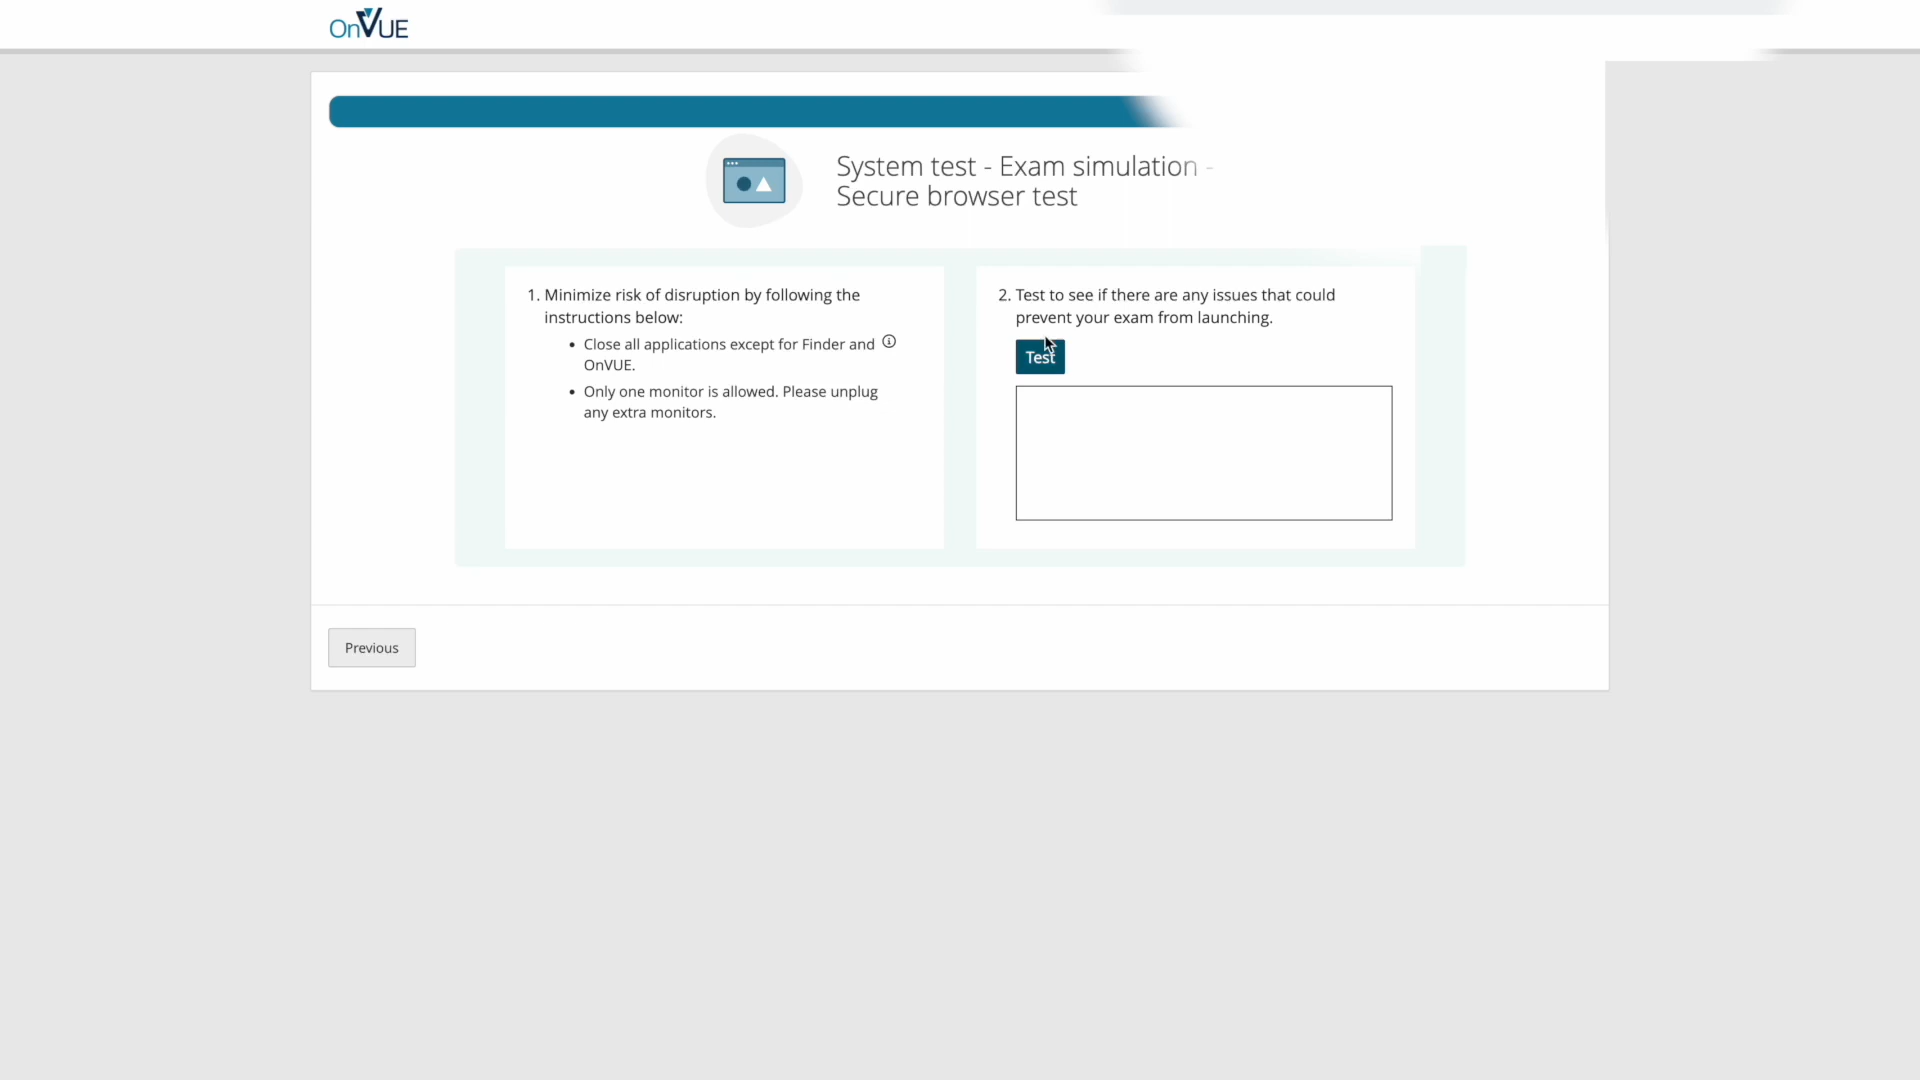 OnVUE
System test - Exam simulation -
Secure browser test
1. Minimize risk of disruption by following the
instructions below:
• Close all applications except for Finder and
OnVUE.
• Only one monitor is allowed. Please unplug
any extra monitors.
2. Test to see if there are any issues that could
prevent your exam from launching.
Test
Previous